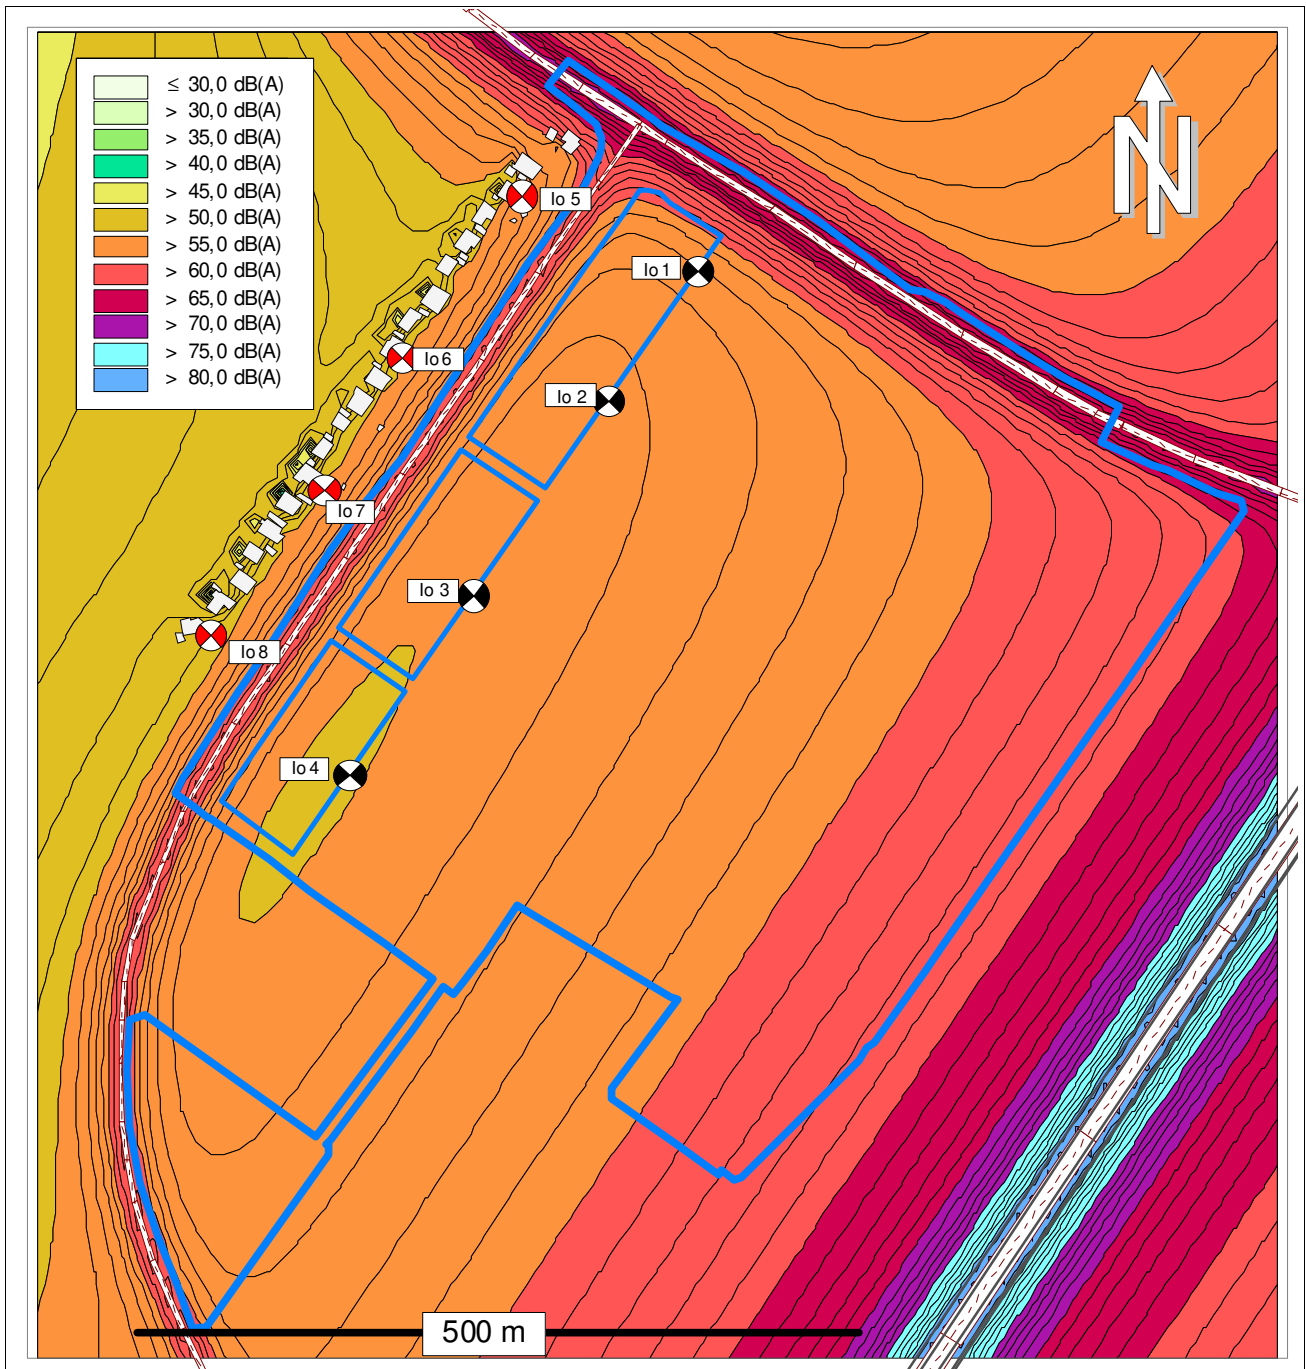 ≤ 30,0 dB(A)
> 30,0 dB(A)
> 35,0 dB(A)
> 40,0 dB(A)
> 45,0 dB(A)
> 50,0 dB(A)
> 55,0 dB(A)
> 60,0 dB(A)
> 65,0 dB(A)
> 70,0 dB(A)
> 75,0 dB(A)
> 80,0 dB(A)
N
Io 5
Io 1
Io 6
Io 2
Io 7
Io 3
Io 8
Io 4
500 m